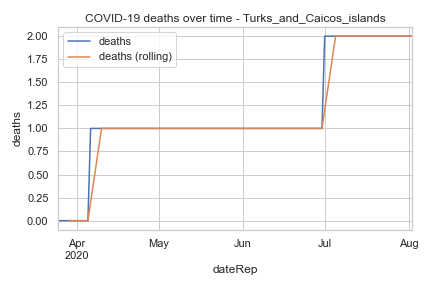 COVID-19 deaths over time - Turks_and_Caicos_islands
deaths
deaths (rolling)
2.00
1.75
1.50
1.25
1.00
0.75
0.50
0.25
0.00
deaths
Apr
2020
May
Jun
Jul
Aug
dateRep